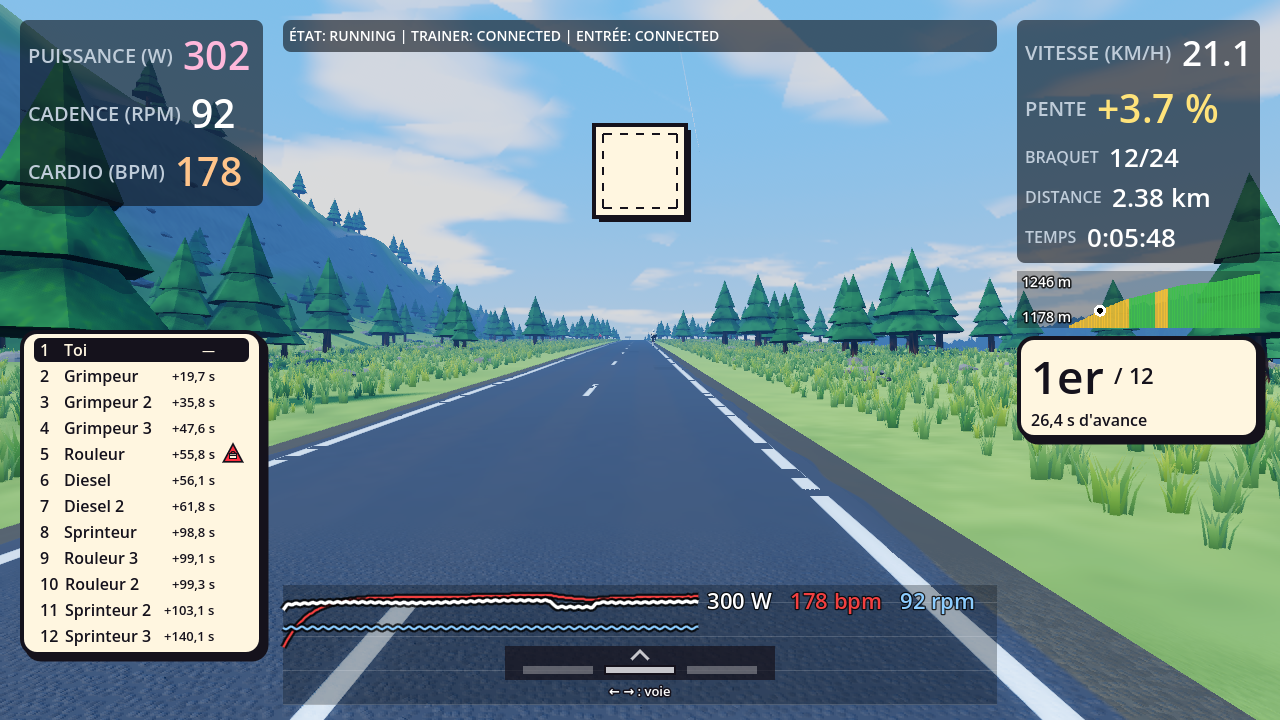 PUISSANCE (W) 302
CADENCE (RPM) 92
CARDIO (BPM) 178
ÉTAT: RUNNING | TRAINER: CONNECTED | ENTRÉE: CONNECTED
VITESSE (KM/H) 21.1
PENTE +3.7 %
BRAQUET 12/24
DISTANCE 2.38 km
TEMPS 0:05:48
1246 m
1178 m
1er / 12
26,4 s d'avance
1 Toi —
2 Grimpeur +19,7 s
3 Grimpeur 2 +35,8 s
4 Grimpeur 3 +47,6 s
5 Rouleur +55,8 s
6 Diesel +56,1 s
7 Diesel 2 +61,8 s
8 Sprinteur +98,8 s
9 Rouleur 3 +99,1 s
10 Rouleur 2 +99,3 s
11 Sprinteur 2 +103,1 s
12 Sprinteur 3 +140,1 s
300 W 178 bpm 92 rpm
← → : voie